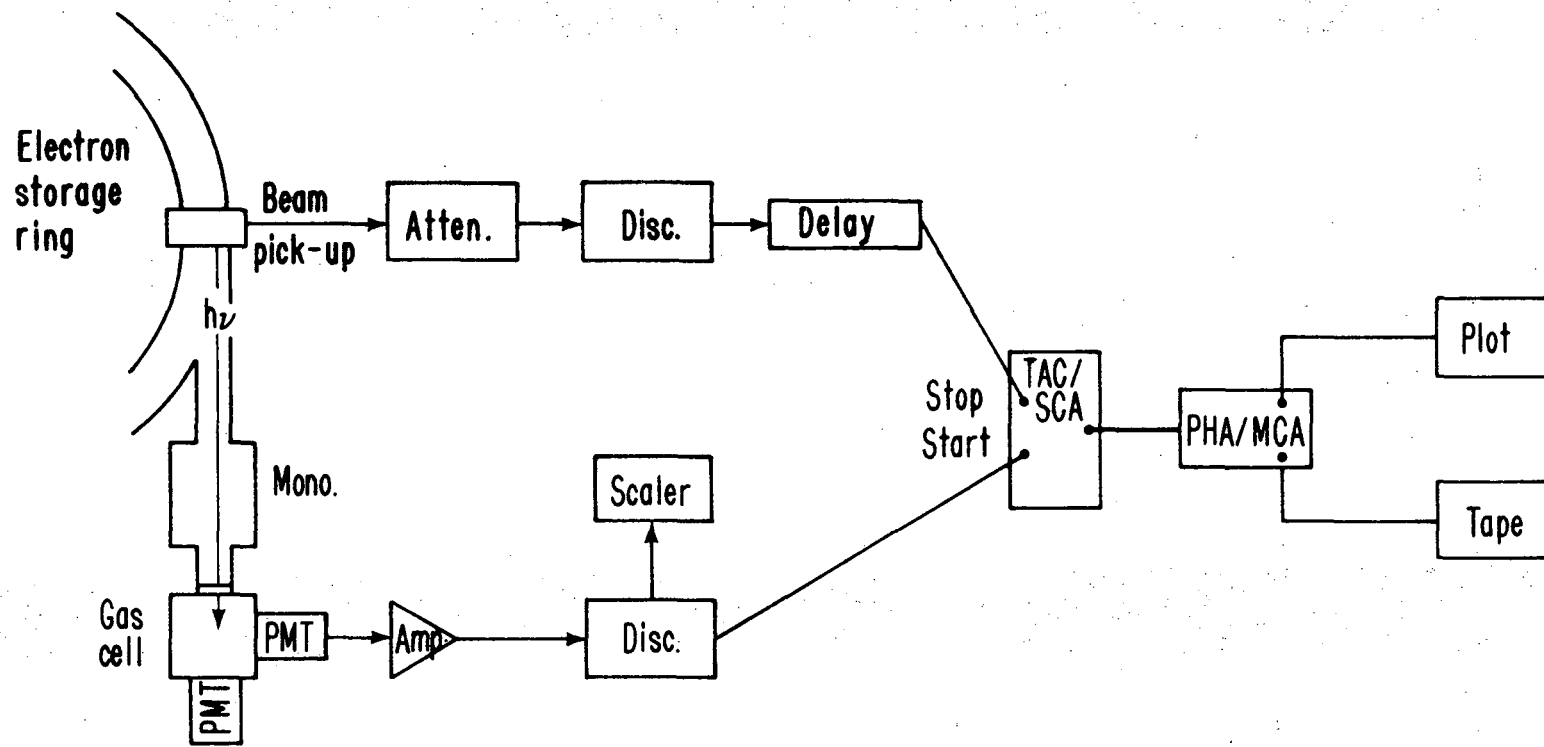 Electron
storage
ring
Beam
pick-up
Atten.
Disc.
Delay
hν
Mono.
Gas
cell
PMT
PMT
Amp.
Disc.
Scaler
Stop
Start
TAC/
SCA
PHA/MCA
Plot
Tape